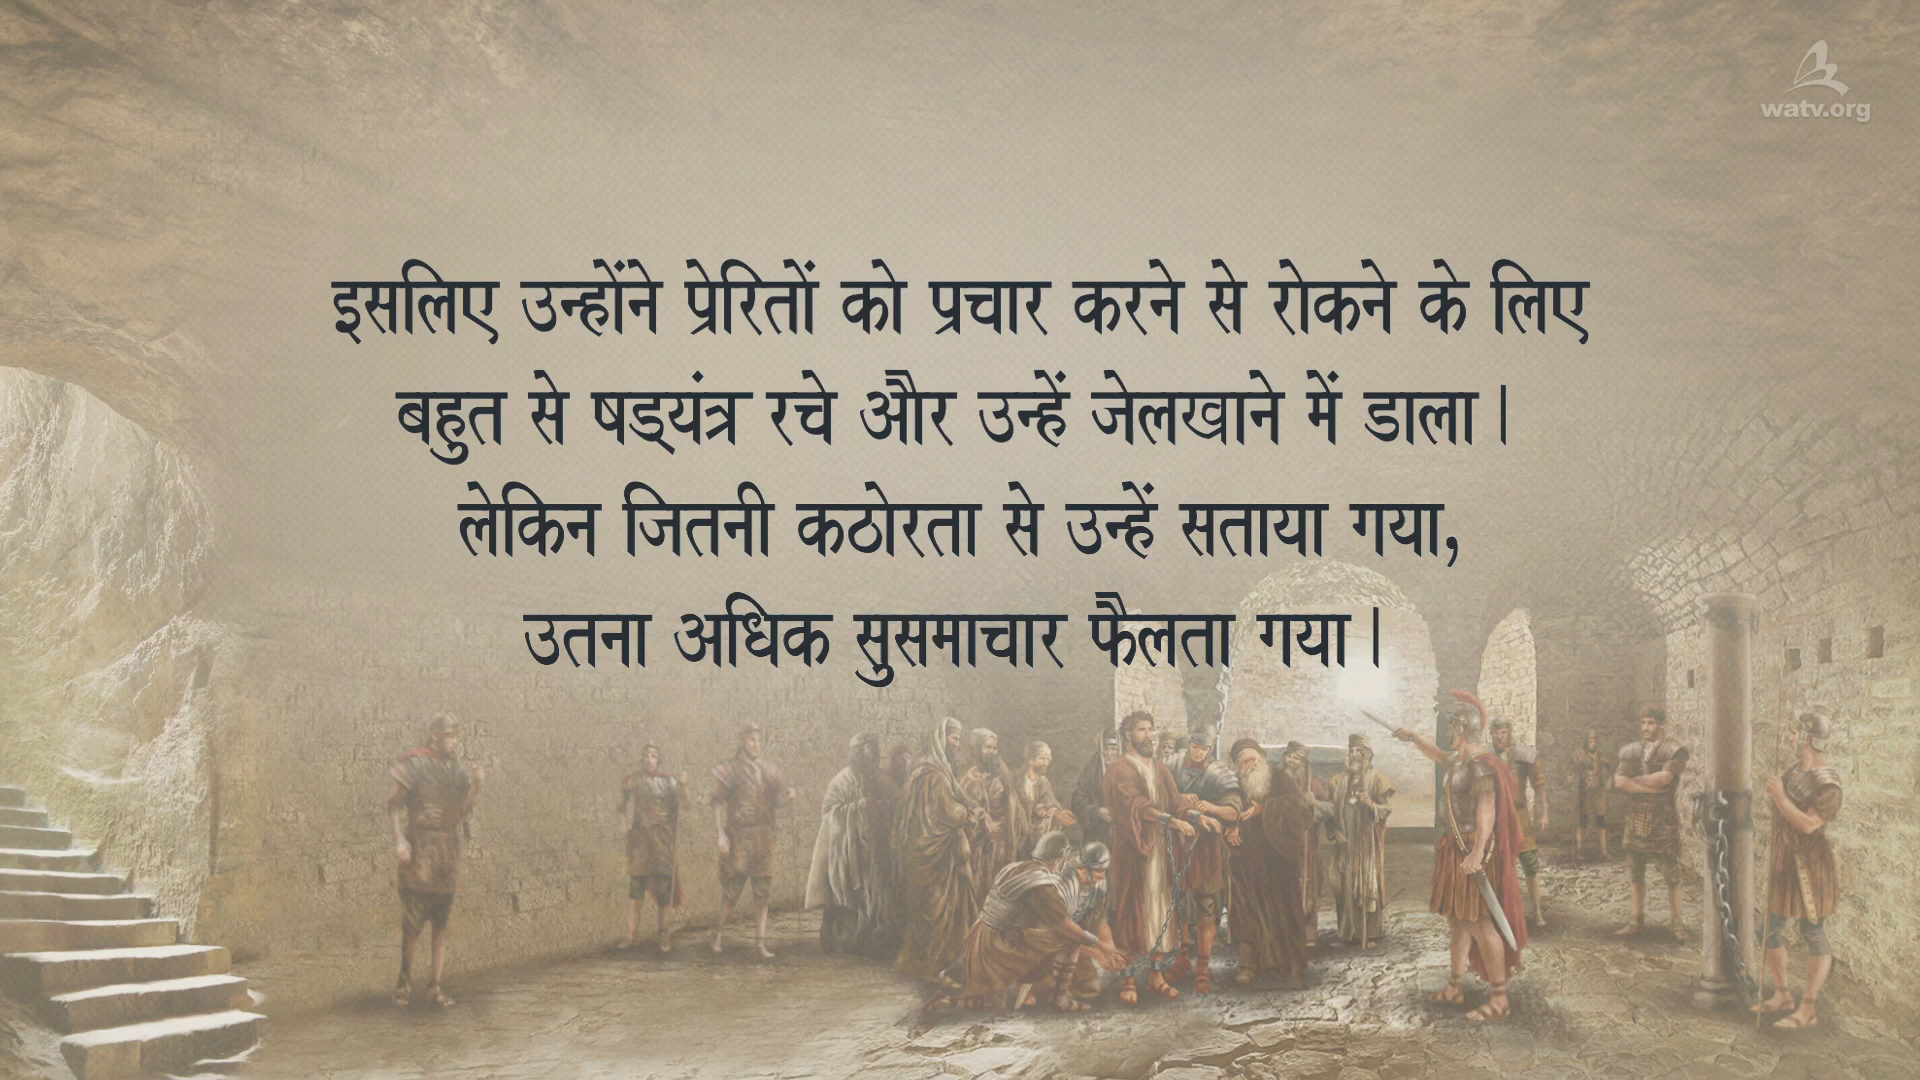 watv.org
इसलिए उन्होंने प्रेरितों को प्रचार करने से रोकने के लिए
बहुत से षड्यंत्र रचे और उन्हें जेलखाने में डाला।
लेकिन जितनी कठोरता से उन्हें सताया गया,
उतना अधिक सुसमाचार फैलता गया।